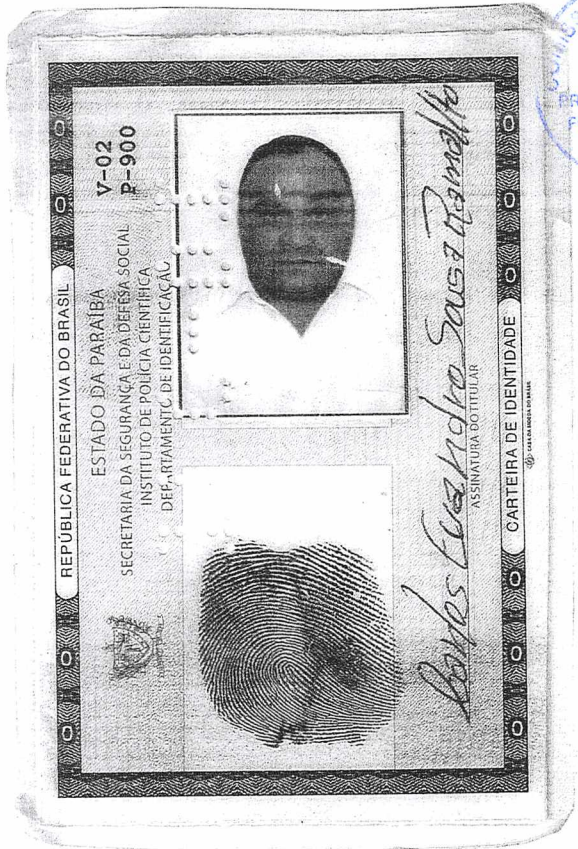 REPÚBLICA FEDERATIVA DO BRASIL
ESTADO DA PARAÍBA
SECRETARIA DA SEGURANÇA E DA DEFESA SOCIAL
INSTITUTO DE POLÍCIA CIENTÍFICA
DEPARTAMENTO DE IDENTIFICAÇÃO
V-02
P-900
Carlos Evandro Sousa Ramalho
ASSINATURA DO TITULAR
CARTEIRA DE IDENTIDADE
CASA DA MOEDA DO BRASIL